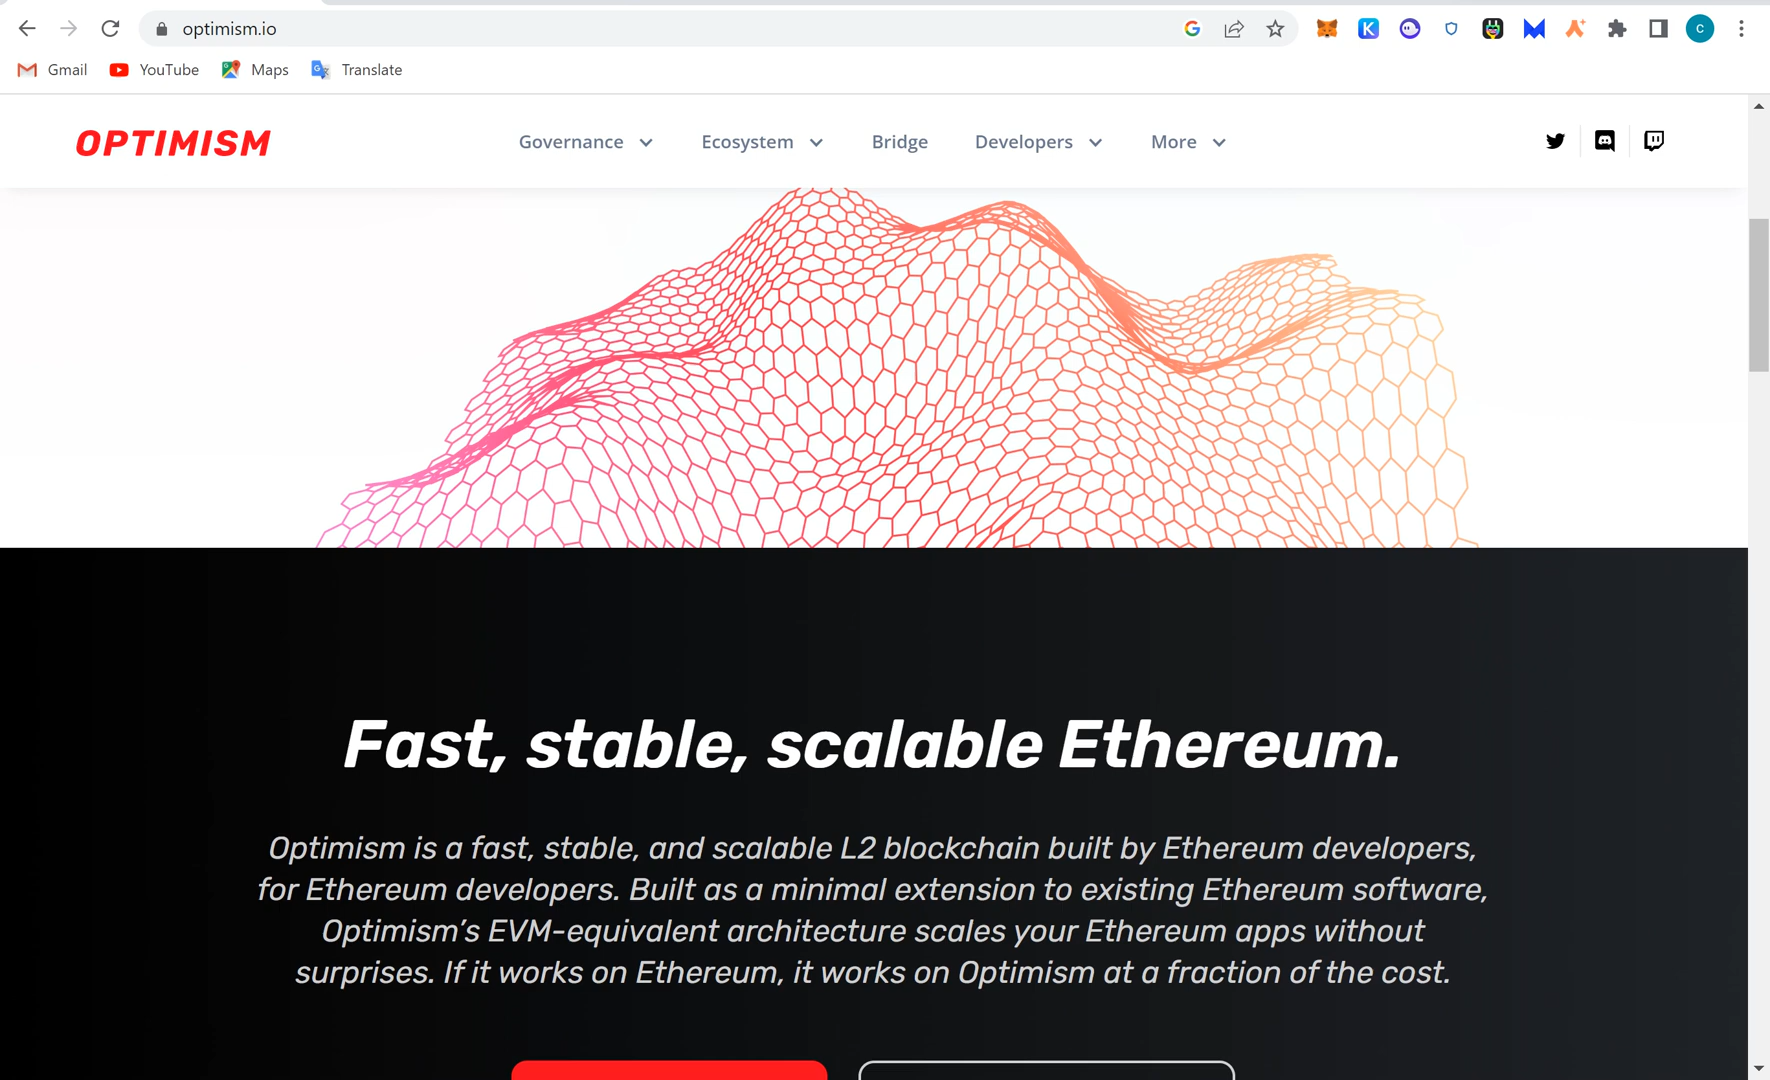 optimism.io
Gmail YouTube Maps Translate
OPTIMISM Governance Ecosystem Bridge Developers More
Fast, stable, scalable Ethereum.
Optimism is a fast, stable, and scalable L2 blockchain built by Ethereum developers,
for Ethereum developers. Built as a minimal extension to existing Ethereum software,
Optimism’s EVM-equivalent architecture scales your Ethereum apps without
surprises. If it works on Ethereum, it works on Optimism at a fraction of the cost.